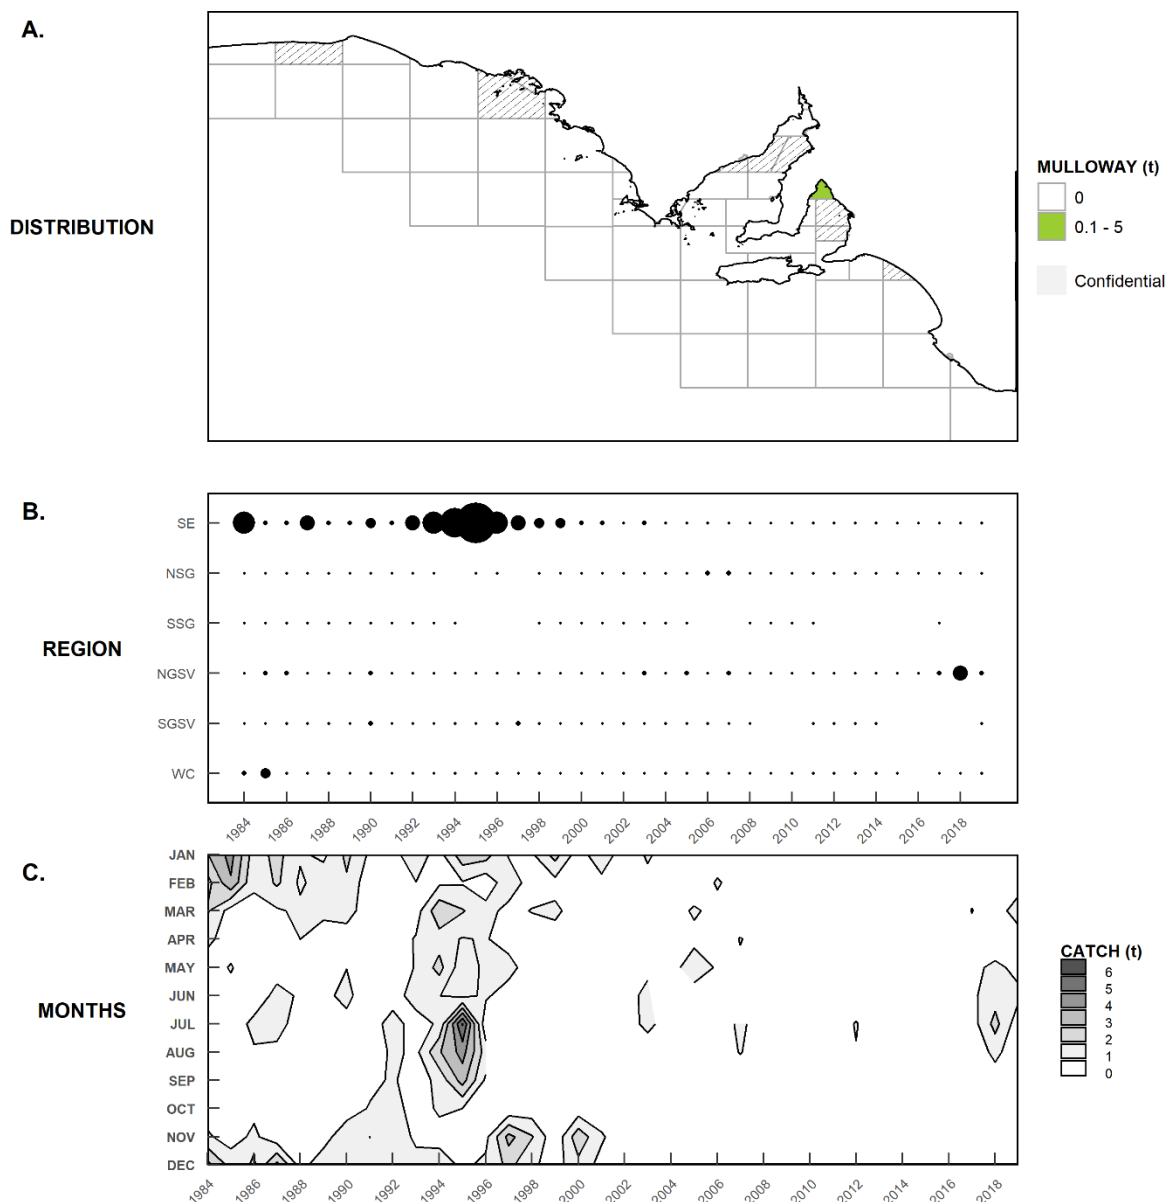 A.
DISTRIBUTION
MULLOWAY (t)
0
0.1 - 5
Confidential
B.
REGION
SE
NSG
SSG
NGSV
SGSV
WC
1984 1986 1988 1990 1992 1994 1996 1998 2000 2002 2004 2006 2008 2010 2012 2014 2016 2018
C.
MONTHS
JAN
FEB
MAR
APR
MAY
JUN
JUL
AUG
SEP
OCT
NOV
DEC
1984 1986 1988 1990 1992 1994 1996 1998 2000 2002 2004 2006 2008 2010 2012 2014 2016 2018
CATCH (t)
6
5
4
3
2
1
0